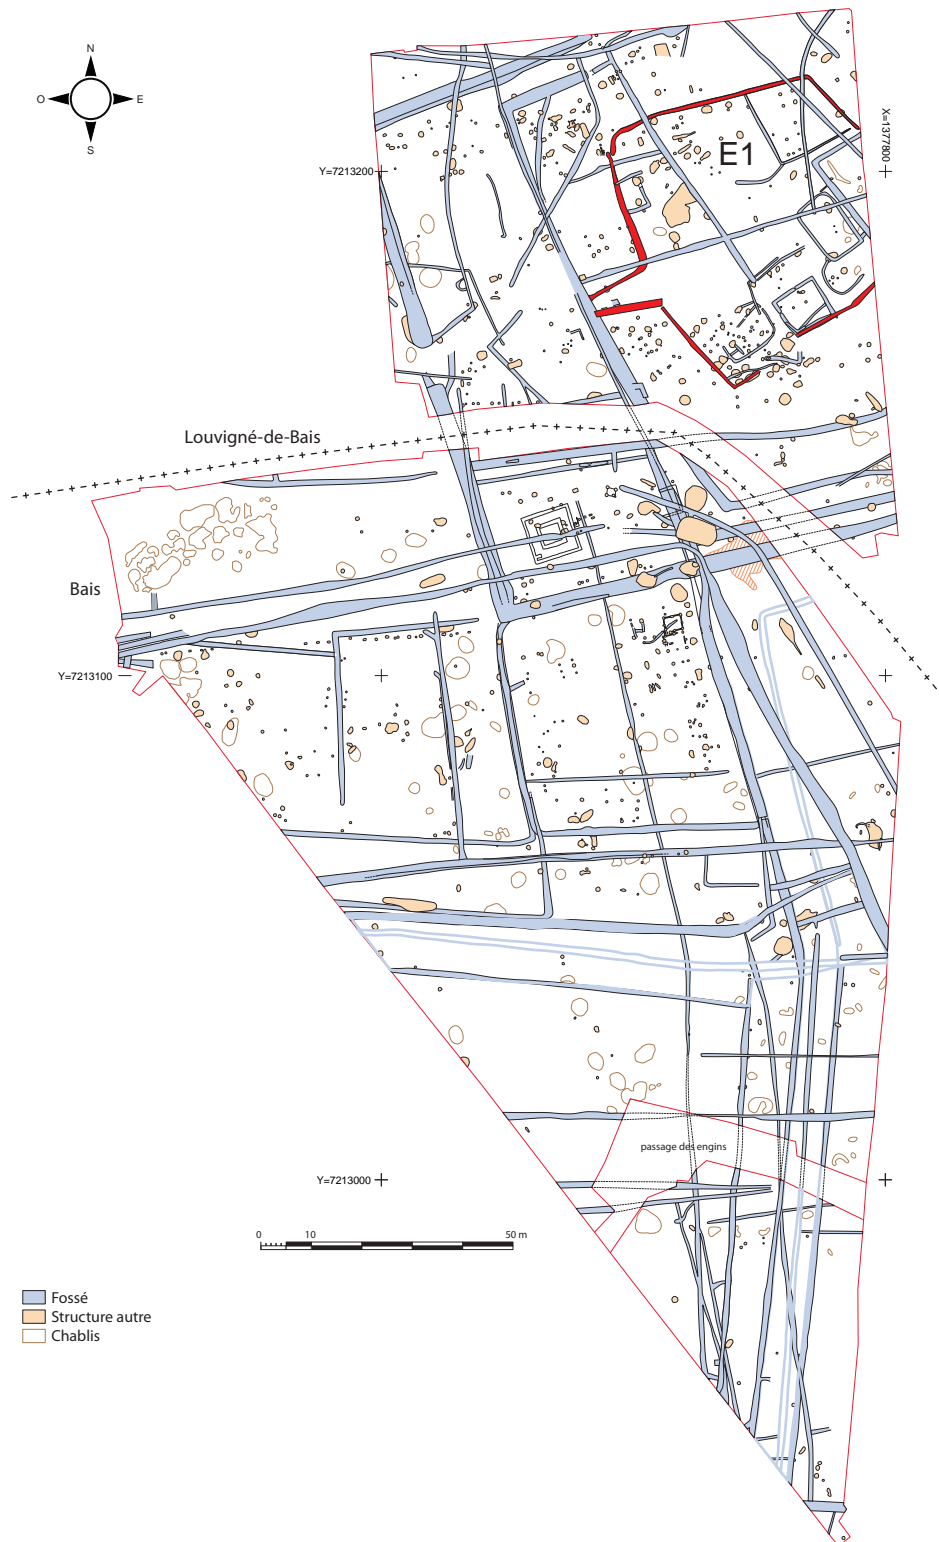 N
O E
S
X=1377800
Y=7213200
E1
Louvigné-de-Bais
Bais
Y=7213100
passage des engins
Y=7213000
0 10 50 m
Fossé
Structure autre
Chablis